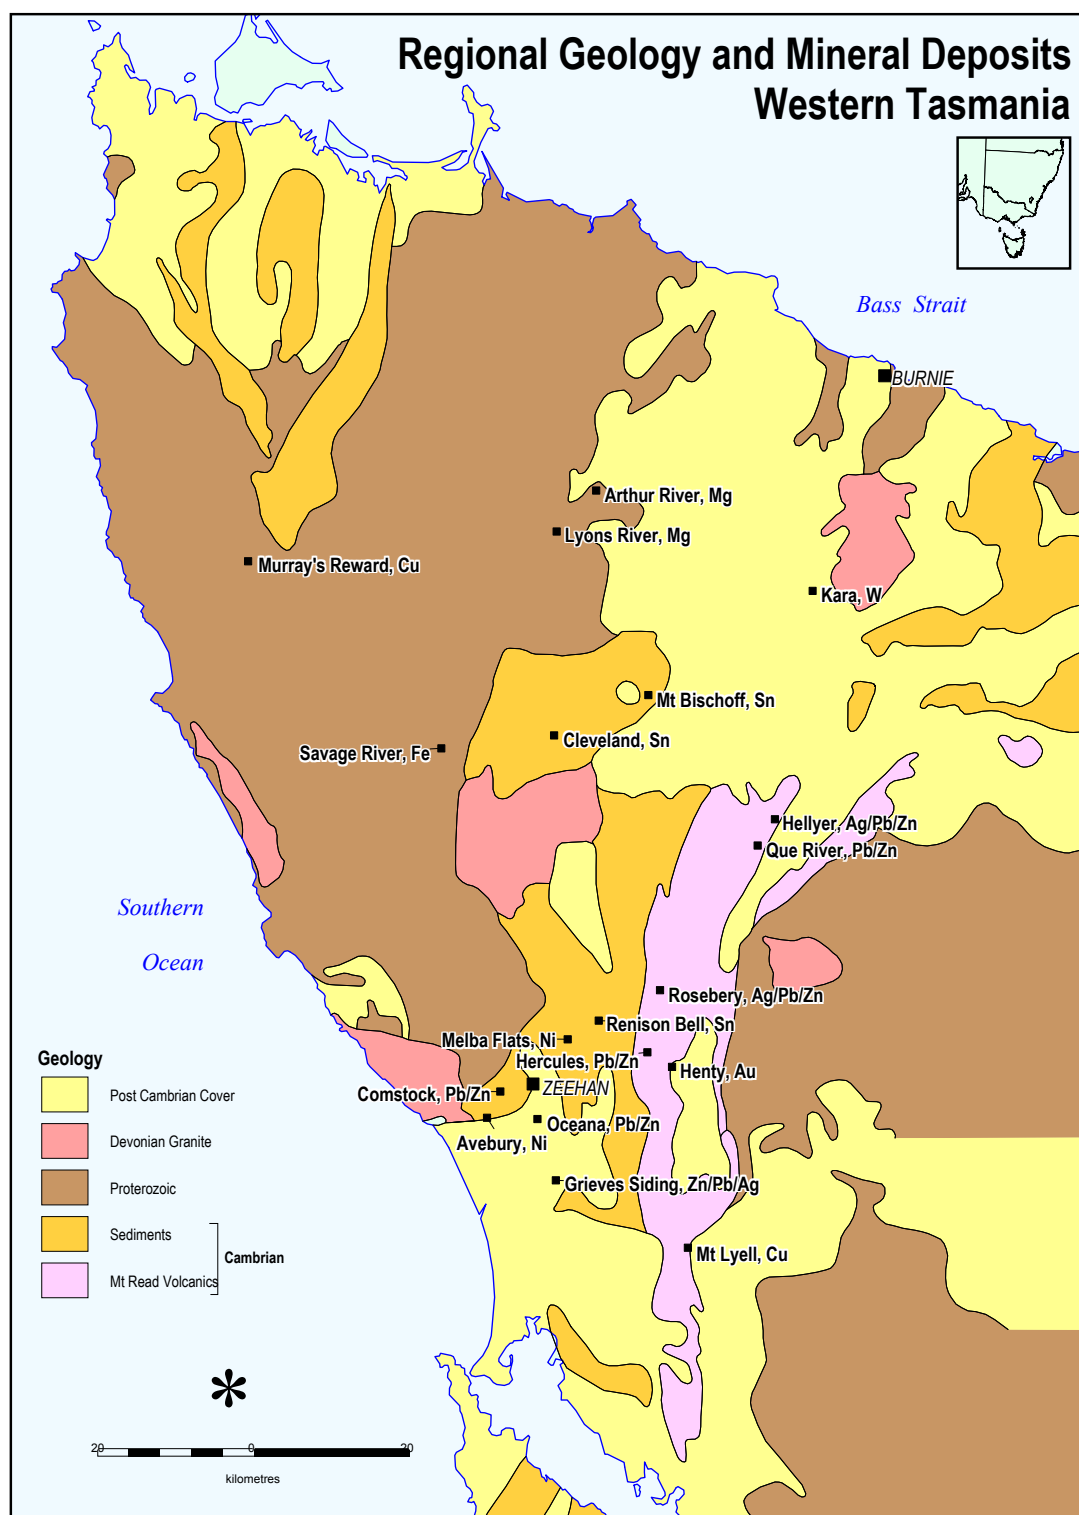 Regional Geology and Mineral Deposits
Western Tasmania
Bass Strait
BURNIE
Arthur River, Mg
Lyons River, Mg
Murray's Reward, Cu
Kara, W
Mt Bischoff, Sn
Cleveland, Sn
Savage River, Fe
Hellyer, Ag/Pb/Zn
Que River, Pb/Zn
Southern
Ocean
Rosebery, Ag/Pb/Zn
Renison Bell, Sn
Melba Flats, Ni
Hercules, Pb/Zn
Henty, Au
ZEEHAN
Comstock, Pb/Zn
Oceana, Pb/Zn
Avebury, Ni
Grieves Siding, Zn/Pb/Ag
Mt Lyell, Cu
Geology
Post Cambrian Cover
Devonian Granite
Proterozoic
Sediments
Cambrian
Mt Read Volcanics
*
20 0 20
kilometres